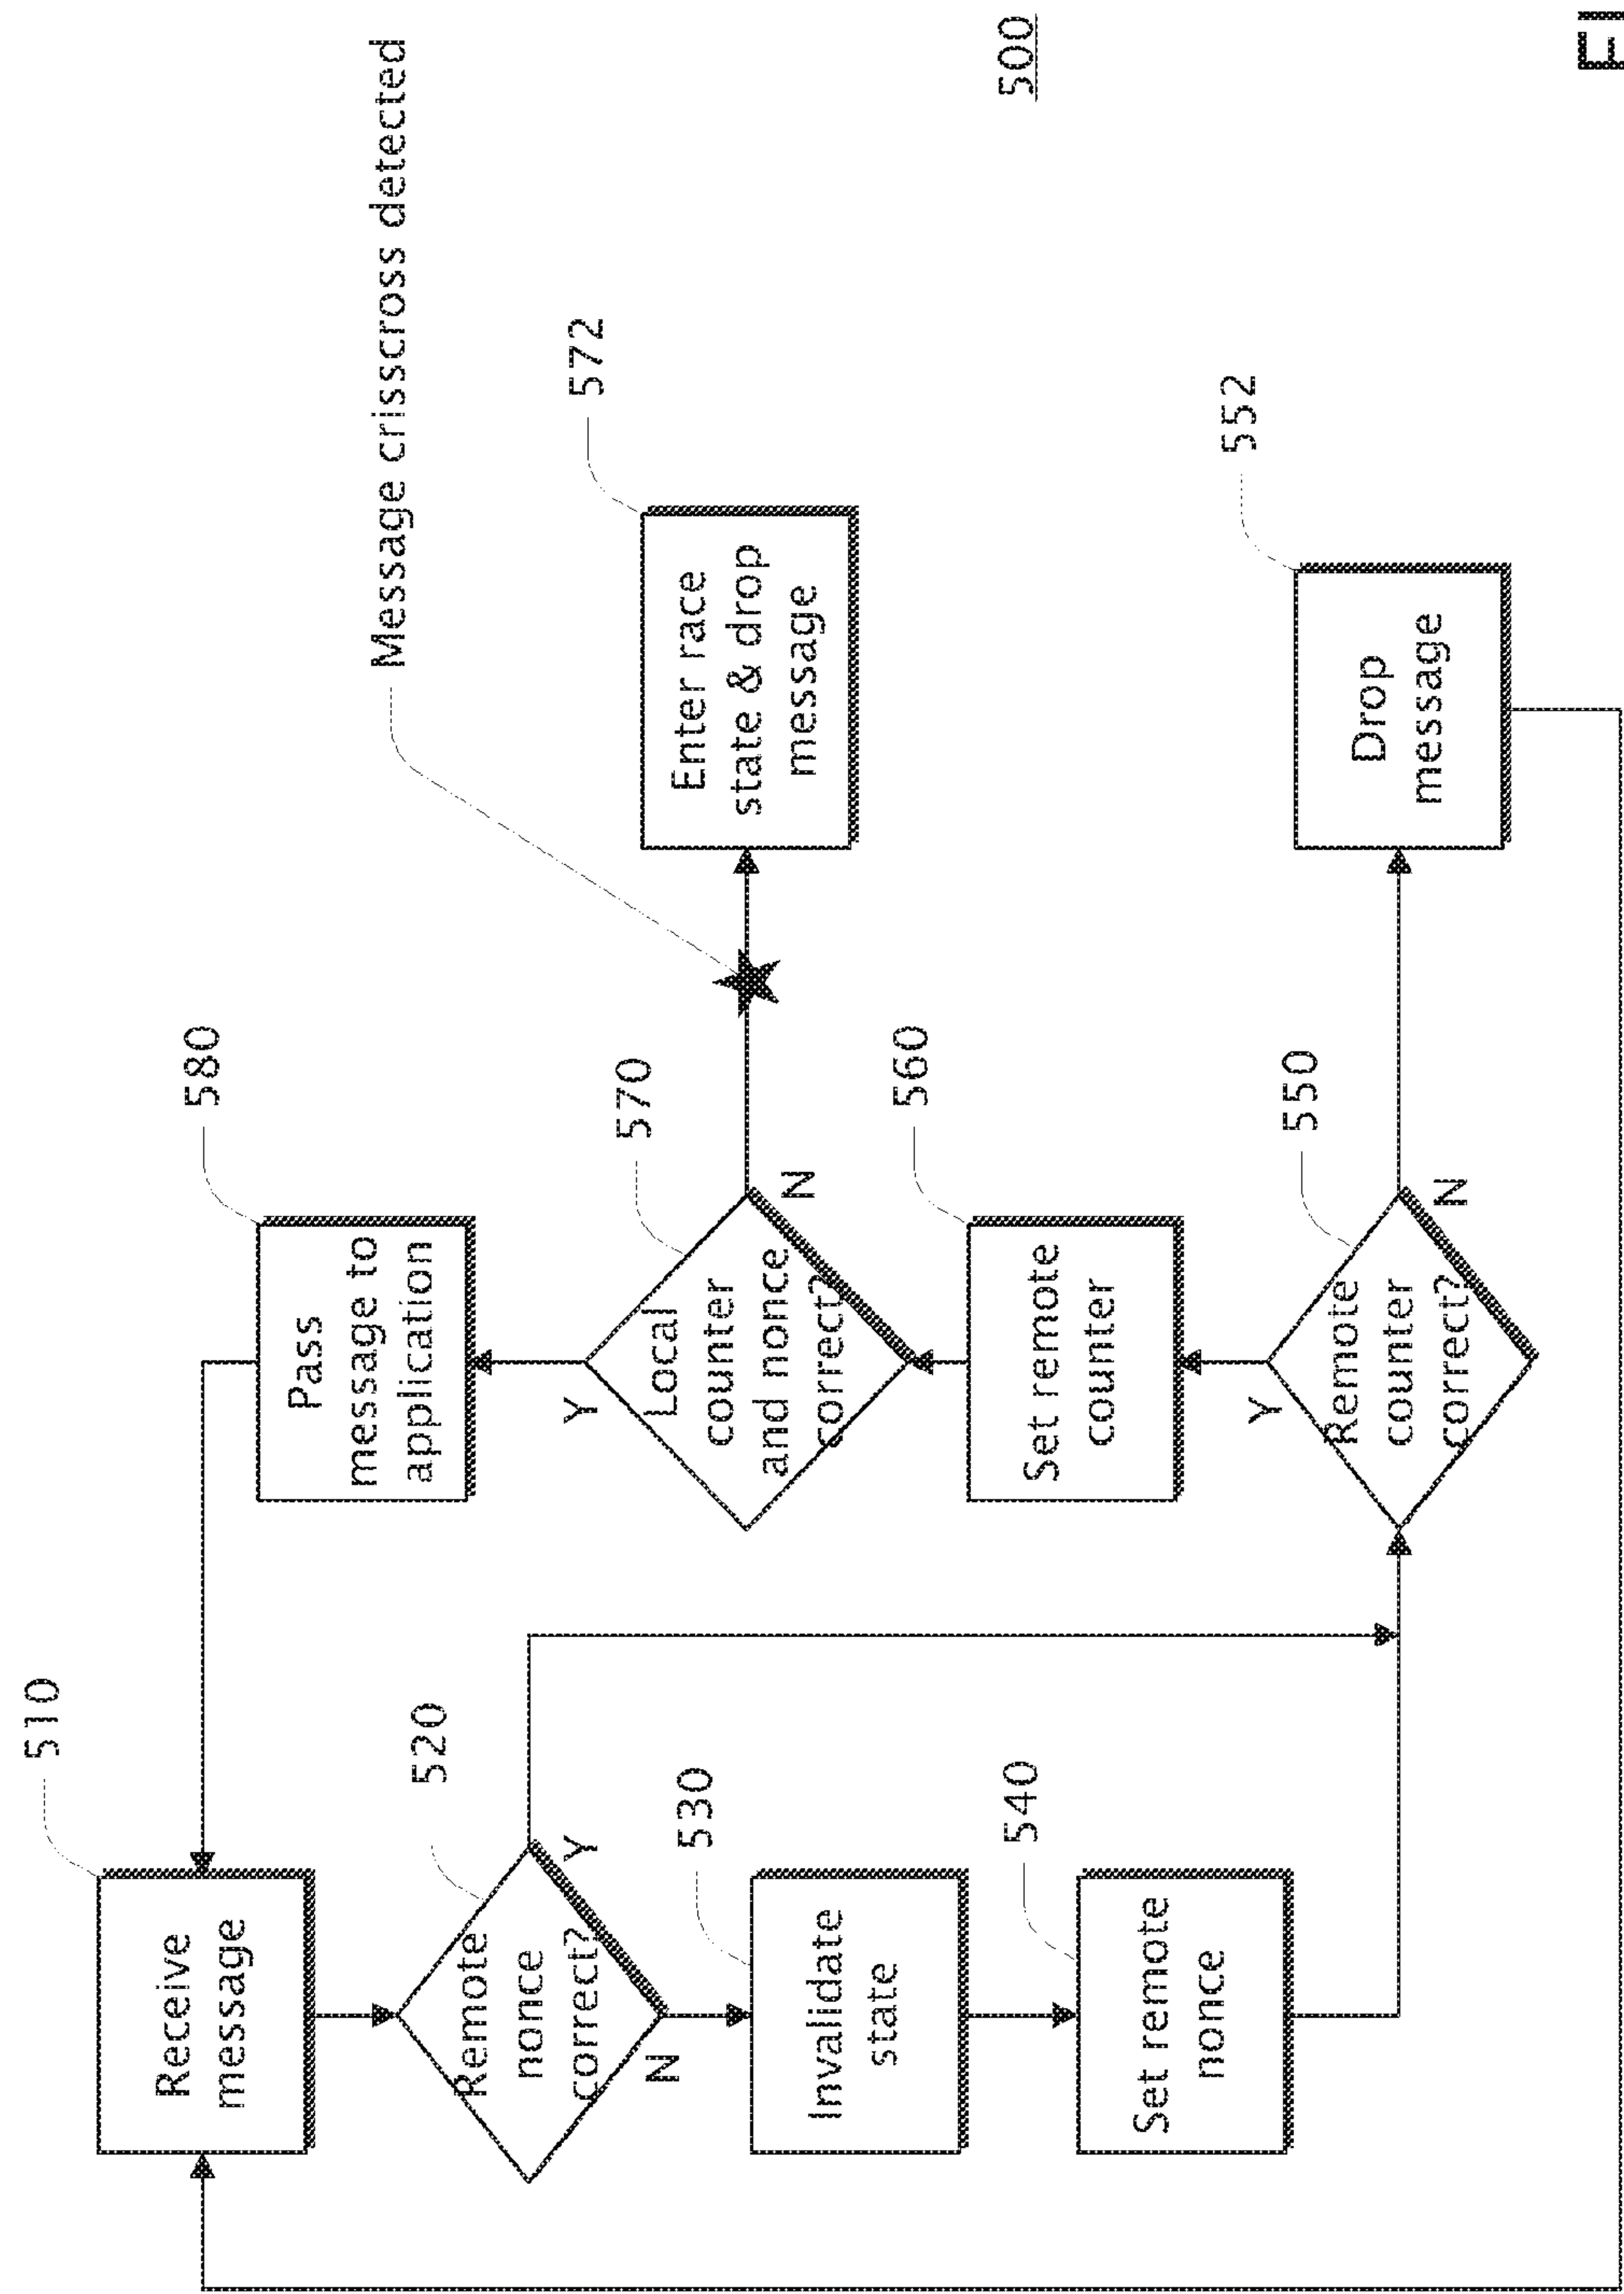 510
Receive
message
520
Remote
nonce
correct?
Y
N
530
Invalidate
state
540
Set remote
nonce
580
Pass
message to
application
Y
570
Local
counter
and nonce
correct?
N
560
Set remote
counter
Y
550
Remote
counter
correct?
N
Message crisscross detected
572
Enter race
state & drop
message
552
Drop
message
500